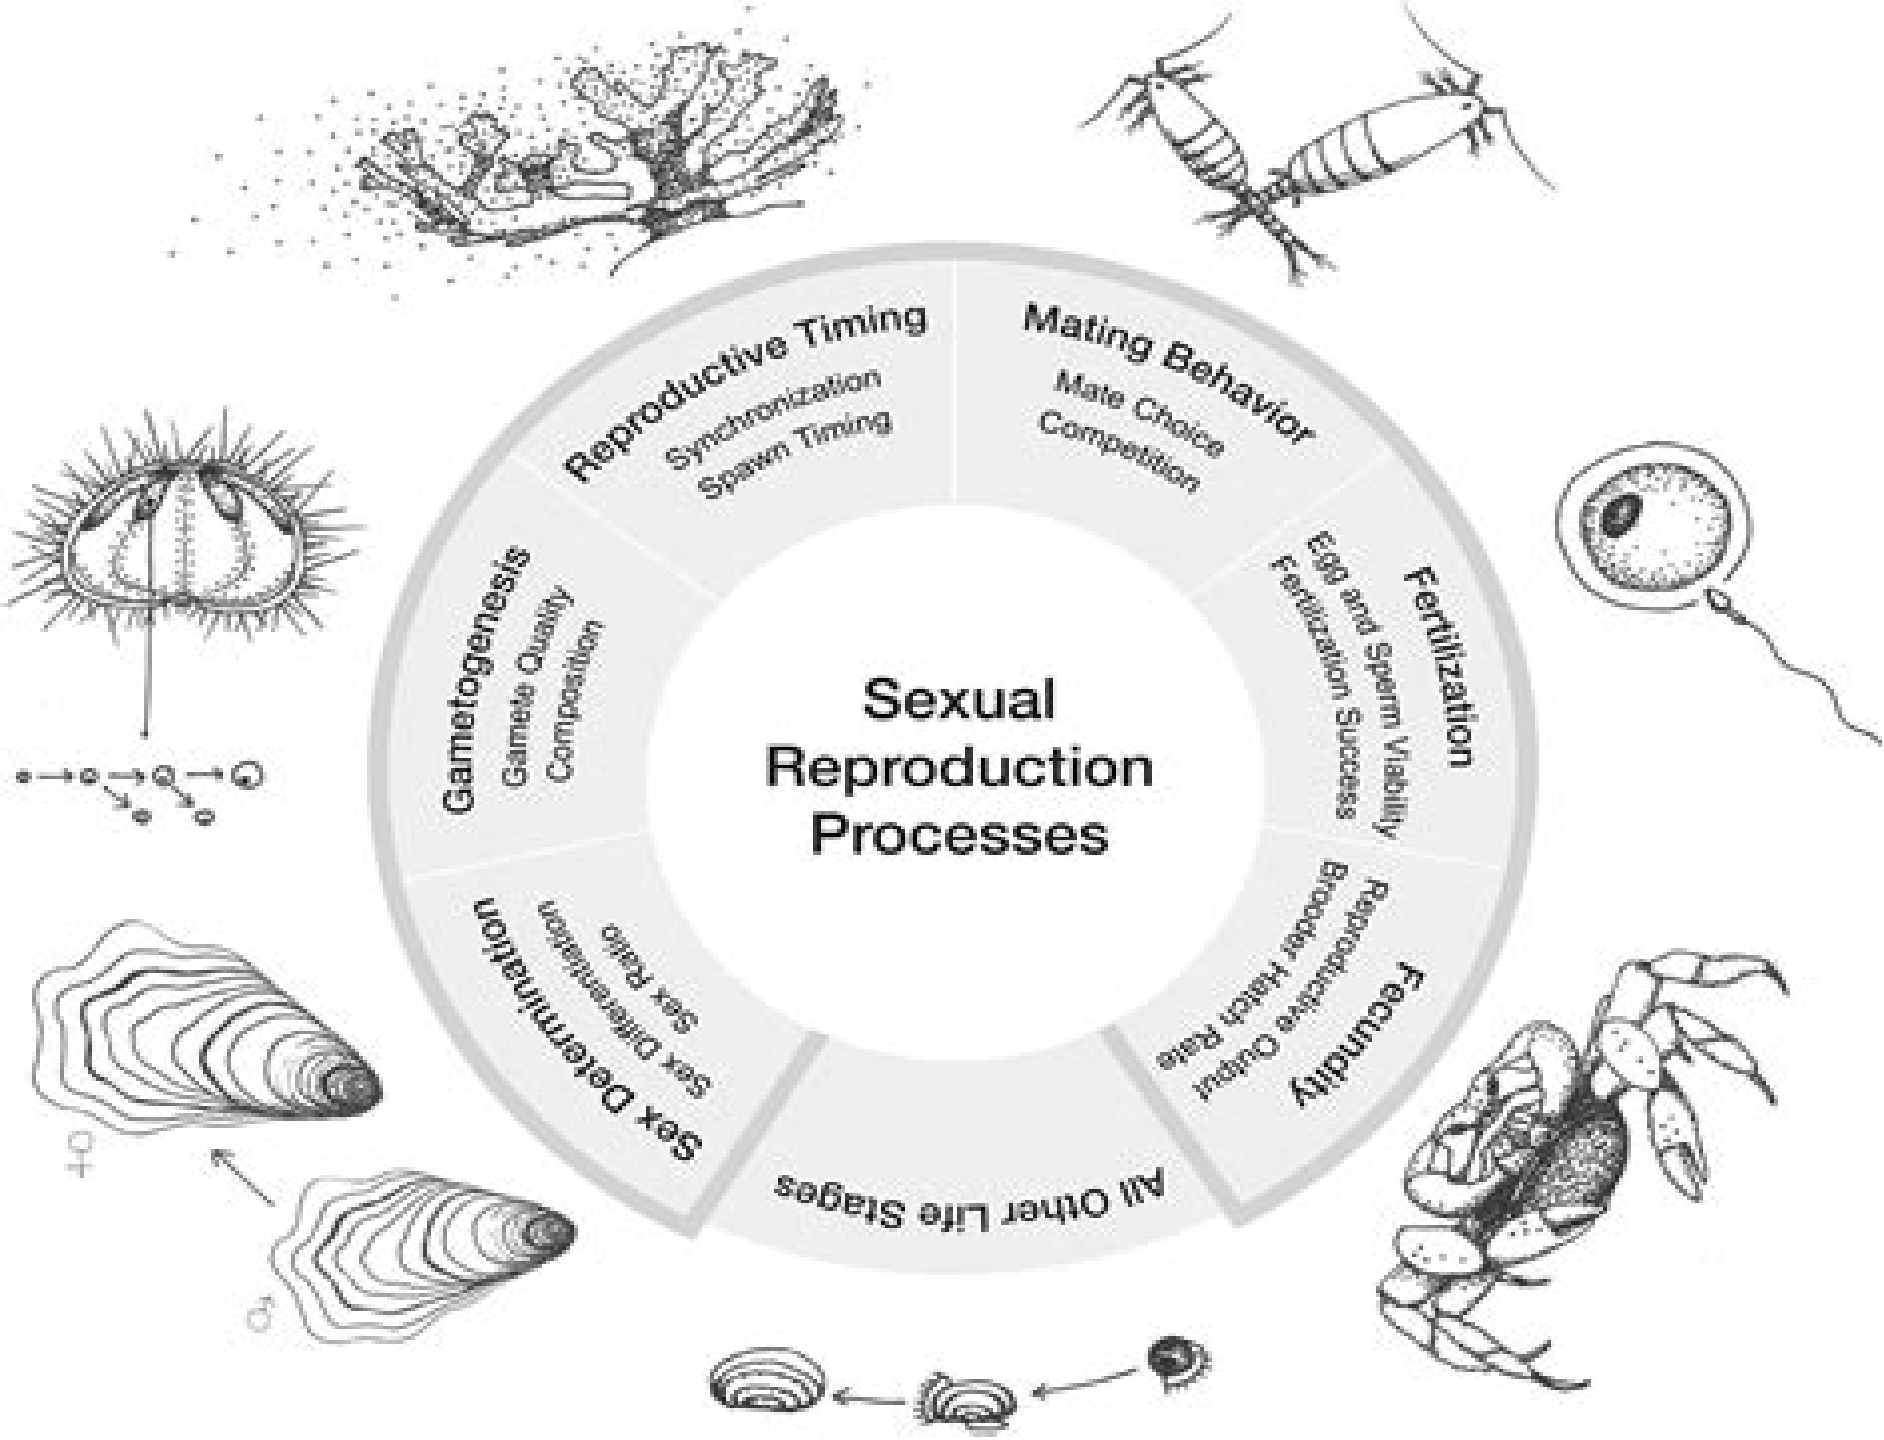 Sexual
Reproduction
Processes
Reproductive Timing
Synchronization
Spawn Timing
Mating Behavior
Mate Choice
Competition
Fertilization
Egg and Sperm Viability
Fertilization Success
Fecundity
Reproductive Output
Brooder Hatch Rate
All Other Life Stages
Sex Determination
Sex Differentiation
Sex Ratio
Gametogenesis
Gamete Quality
Composition
♀
♂